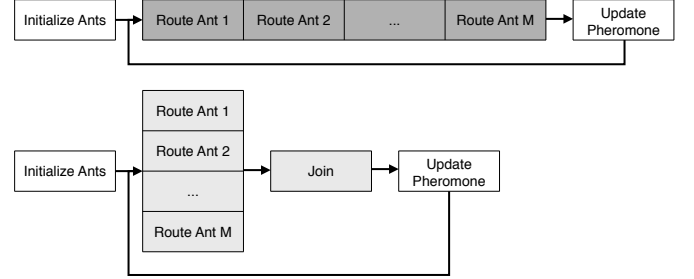 Initialize Ants
Route Ant 1
Route Ant 2
...
Route Ant M
Update
Pheromone
Route Ant 1
Route Ant 2
...
Route Ant M
Initialize Ants
Join
Update
Pheromone